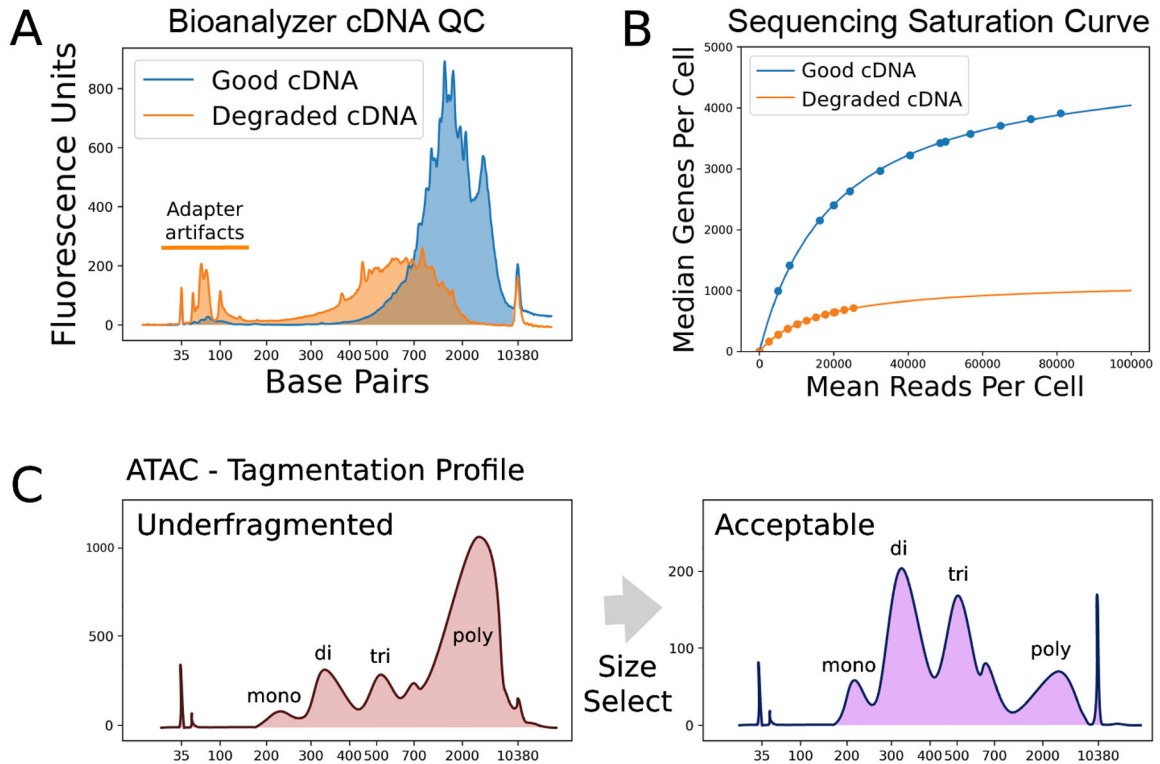 A
Bioanalyzer cDNA QC
Fluorescence Units
800
600
400
200
0
Good cDNA
Degraded cDNA
Adapter
artifacts
35 100 200 300 400 500 700 2000 10380
Base Pairs
B
Sequencing Saturation Curve
Median Genes Per Cell
5000
4000
3000
2000
1000
0
Good cDNA
Degraded cDNA
0 20000 40000 60000 80000 100000
Mean Reads Per Cell
C
ATAC - Tagmentation Profile
Underfragmented
1000
500
0
mono
di
tri
poly
35 100 200 300 400 500 700 2000 10380
Size
Select
Acceptable
200
100
0
mono
di
tri
poly
35 100 200 300 400 500 700 2000 10380